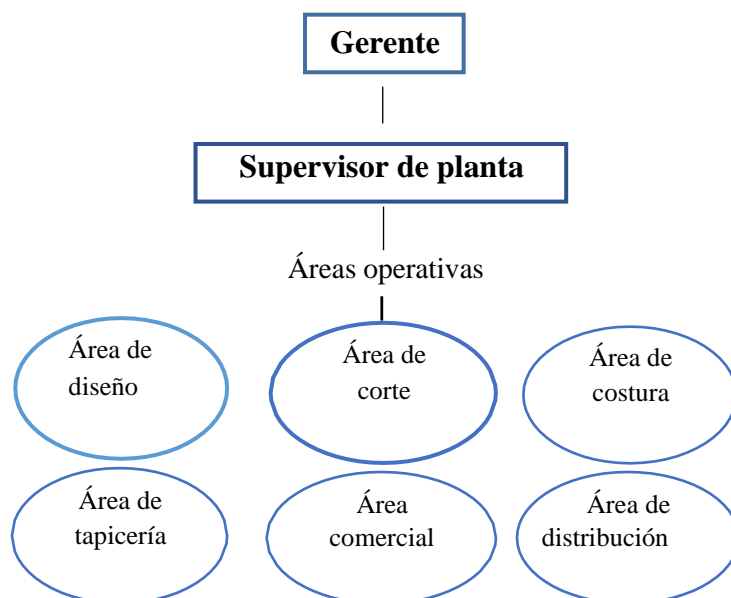 Gerente
Supervisor de planta
Áreas operativas
Área de
diseño
Área de
corte
Área de
costura
Área de
tapicería
Área
comercial
Área de
distribución